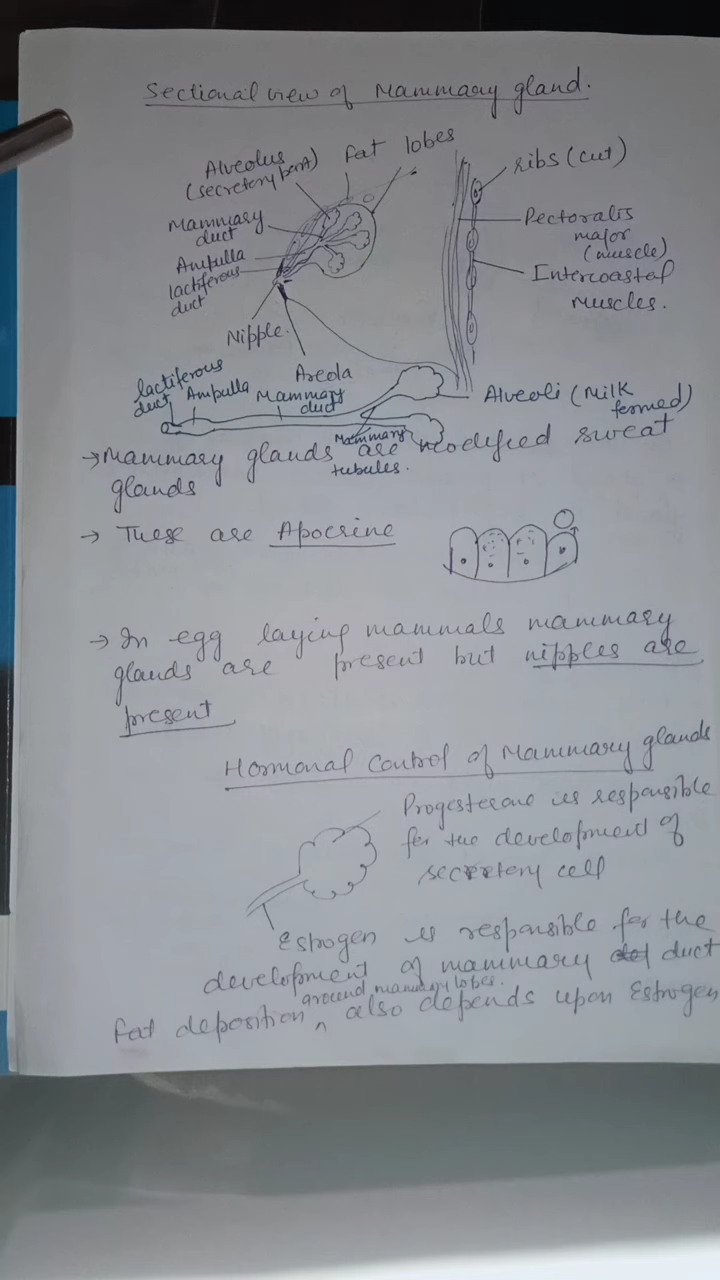 Sectional view of Mammary gland.
Alveolus
(secretory part)
Fat
lobes
Mammary
duct
Ampulla
lactiferous
duct
Nipple.
Areola
ribs (cut)
Pectoralis
major
(muscle)
Intercoastal
muscles.
lactiferous
duct
Ampulla
Mammary
duct
Mammary
tubules.
Alveoli (Milk
formed)
→ Mammary glands are modified sweat
glands
→ These are Apocrine
→ In egg laying mammals mammary
glands are present but nipples are
present
Hormonal Control of Mammary glands
Progesterone is responsible
for the development of
secretory cell
Estrogen is responsible for the
development of mammary duct
around mammary lobes.
Fat deposition ^ also depends upon Estrogen